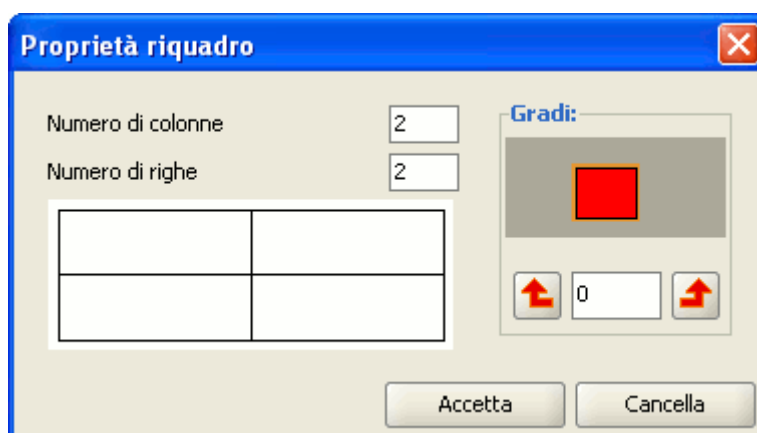 Proprietà riquadro
Numero di colonne 2
Numero di righe 2
Gradi:
0
Accetta Cancella